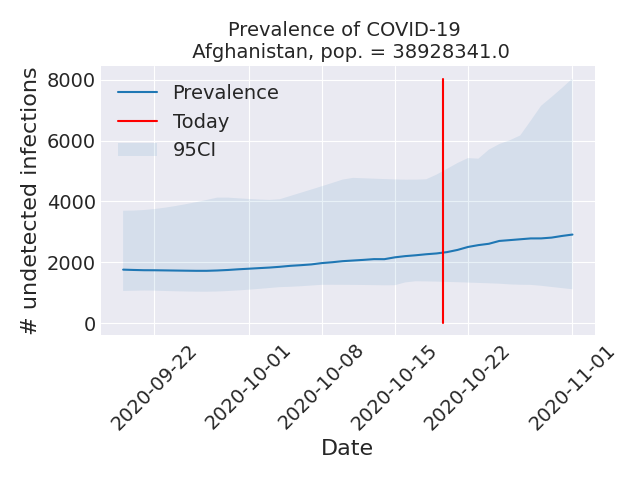 Prevalence of COVID-19
Afghanistan, pop. = 38928341.0
# undetected infections
8000
6000
4000
2000
0
Prevalence
Today
95CI
2020-09-22
2020-10-01
2020-10-08
2020-10-15
2020-10-22
2020-11-01
Date